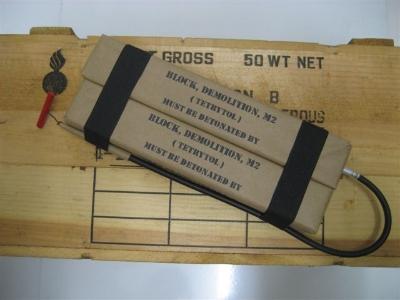 GROSS 50 WT NET
BLOCK, DEMOLITION, M2
(TETRYTOL)
MUST BE DETONATED BY
BLOCK, DEMOLITION, M2
(TETRYTOL)
MUST BE DETONATED BY
B